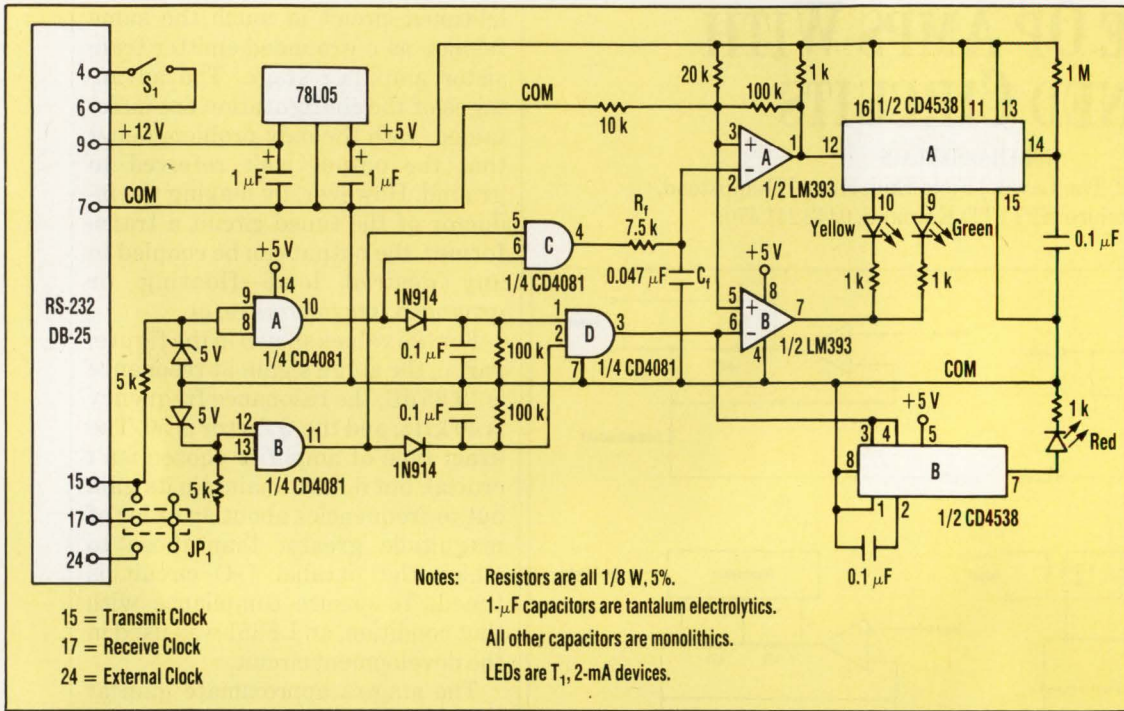 4
S1
6
9
+12 V
7
COM
78L05
+
1 μF
+
1 μF
+5 V
COM
10 k
20 k
100 k
1 k
3
+
2
−
A
1
1/2 LM393
12
16
1/2 CD4538
11
13
A
14
15
10
9
1 M
0.1 μF
Yellow
Green
1 k
1 k
5
6
C
4
1/4 CD4081
Rf
7.5 k
0.047 μF
Cf
+5 V
5
+
6
−
8
B
7
4
1/2 LM393
RS-232
DB-25
+5 V
14
9
8
A
10
1/4 CD4081
5 V
5 V
5 k
12
13
B
11
1/4 CD4081
5 k
1N914
0.1 μF
100 k
0.1 μF
100 k
1N914
1
2
D
3
7
1/4 CD4081
COM
1 k
Red
+5 V
3
4
5
8
B
7
1
2
1/2 CD4538
0.1 μF
15
17
24
JP1
15 = Transmit Clock
17 = Receive Clock
24 = External Clock
Notes: Resistors are all 1/8 W, 5%.
1-μF capacitors are tantalum electrolytics.
All other capacitors are monolithics.
LEDs are T1, 2-mA devices.